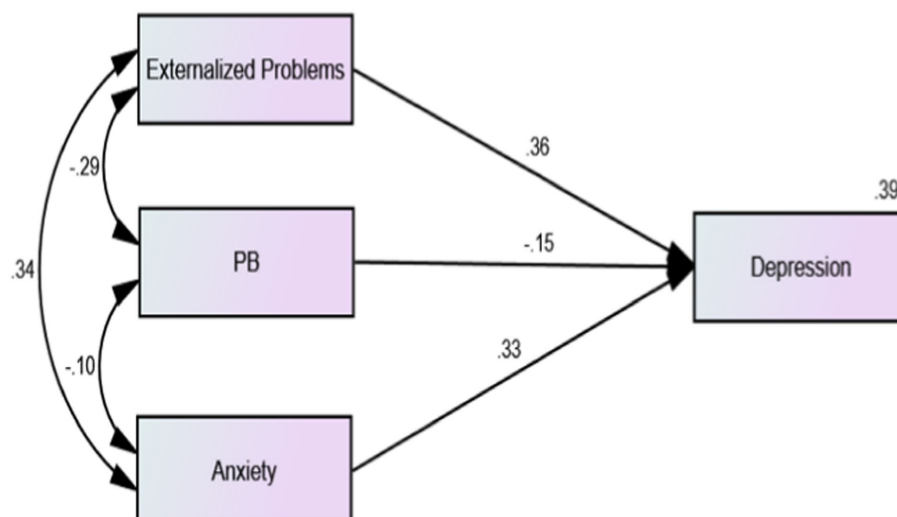 Externalized Problems
.36
-.29
.39
PB
-.15
Depression
.34
.33
-.10
Anxiety